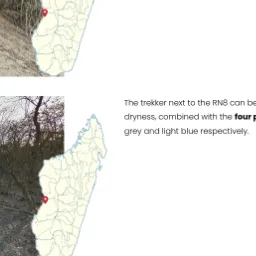 The trekker next to the RN8 can be
dryness, combined with the four p
grey and light blue respectively.